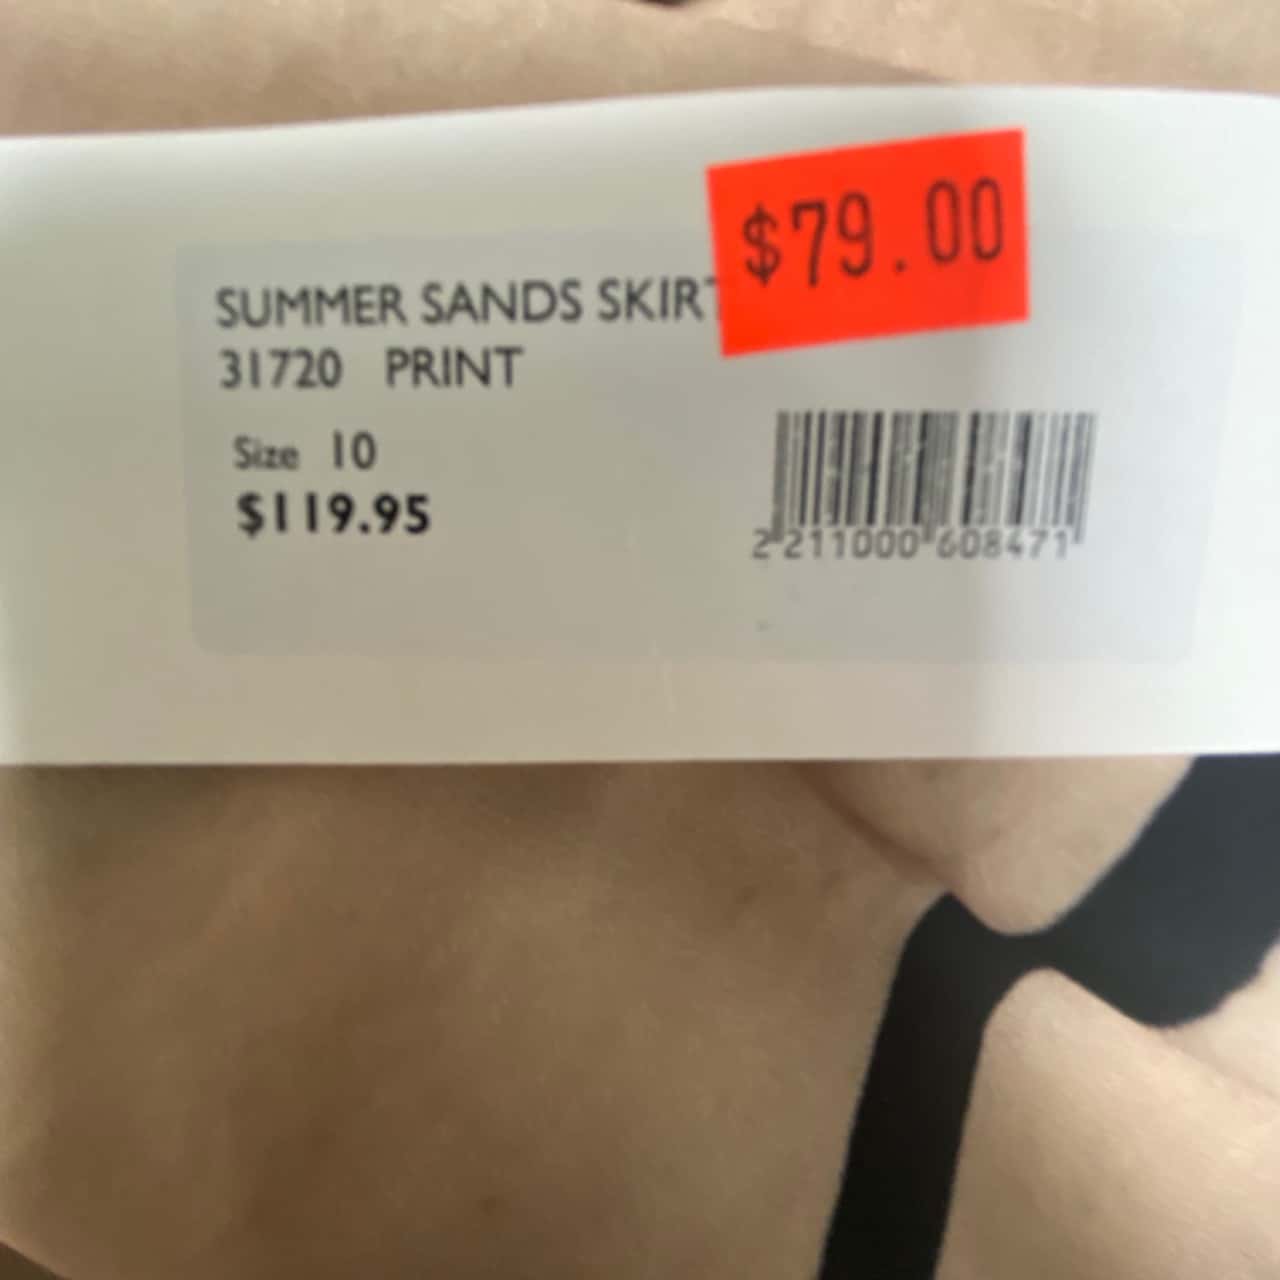 $79.00
SUMMER SANDS SKIRT
31720 PRINT
Size 10
$119.95
2 211000 608471